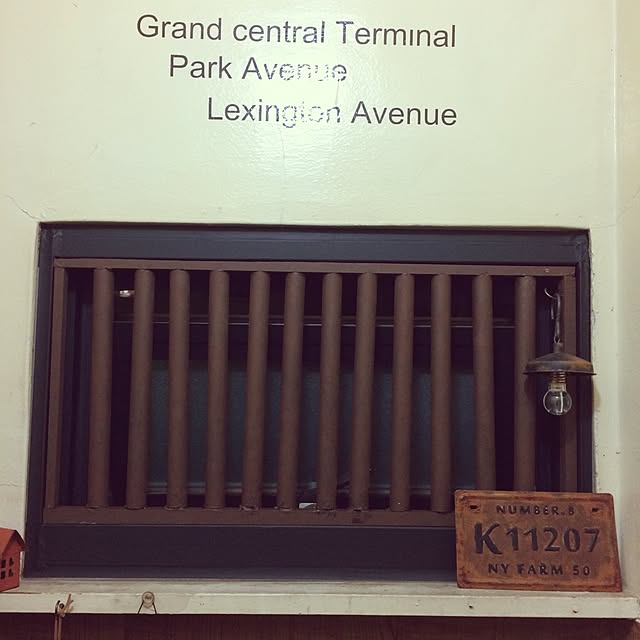 Grand central Terminal
Park Avenue
Lexington Avenue
NUMBER.8
K11207
NY FARM 50